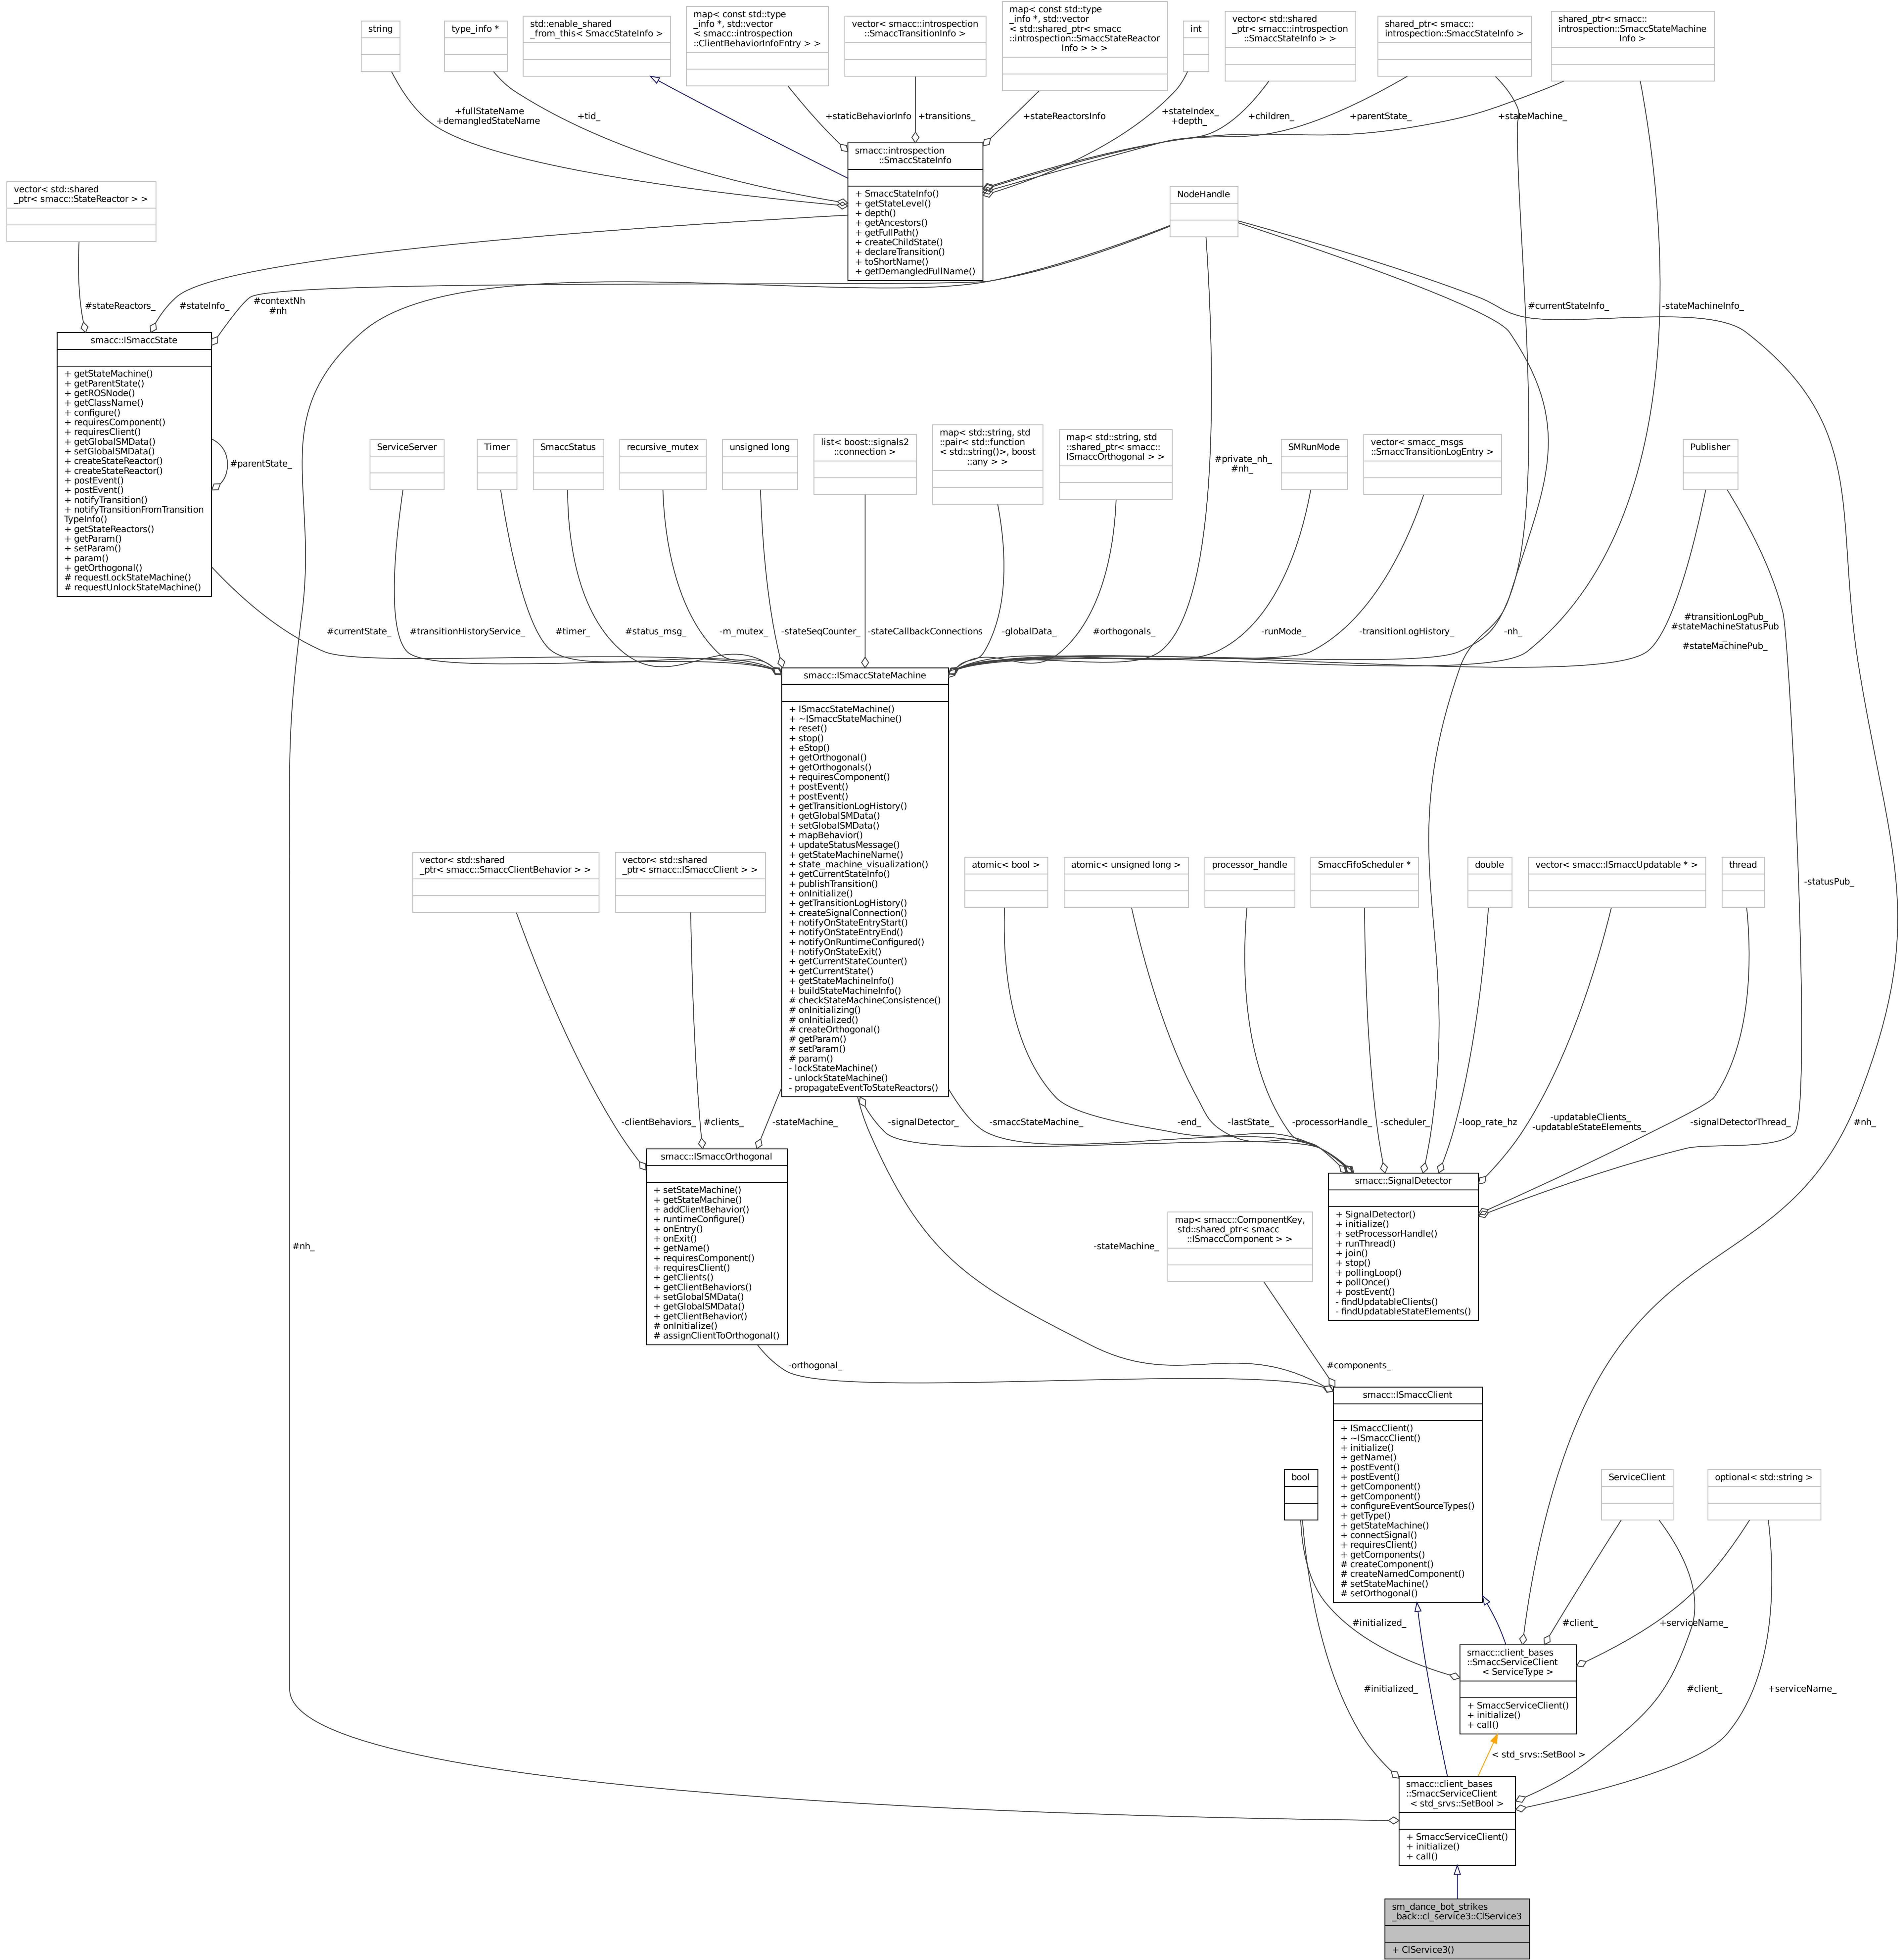 string
type_info *
std::enable_shared
_from_this< SmaccStateInfo >
map< const std::type
_info *, std::vector
< smacc::introspection
::ClientBehaviorInfoEntry > >
vector< smacc::introspection
::SmaccTransitionInfo >
map< const std::type
_info *, std::vector
< std::shared_ptr< smacc
::introspection::SmaccStateReactor
Info > > >
int
vector< std::shared
_ptr< smacc::introspection
::SmaccStateInfo > >
shared_ptr< smacc::
introspection::SmaccStateInfo >
shared_ptr< smacc::
introspection::SmaccStateMachine
Info >
+fullStateName
+demangledStateName
+tid_
+staticBehaviorInfo
+transitions_
+stateReactorsInfo
+stateIndex_
+depth_
+children_
+parentState_
+stateMachine_
smacc::introspection
::SmaccStateInfo
+ SmaccStateInfo()
+ getStateLevel()
+ depth()
+ getAncestors()
+ getFullPath()
+ createChildState()
+ declareTransition()
+ toShortName()
+ getDemangledFullName()
vector< std::shared
_ptr< smacc::StateReactor > >
NodeHandle
#stateReactors_
#stateInfo_
#contextNh
#nh
#currentStateInfo_
-stateMachineInfo_
smacc::ISmaccState
+ getStateMachine()
+ getParentState()
+ getROSNode()
+ getClassName()
+ configure()
+ requiresComponent()
+ requiresClient()
+ getGlobalSMData()
+ setGlobalSMData()
+ createStateReactor()
+ createStateReactor()
+ postEvent()
+ postEvent()
+ notifyTransition()
+ notifyTransitionFromTransition
TypeInfo()
+ getStateReactors()
+ getParam()
+ setParam()
+ param()
+ getOrthogonal()
# requestLockStateMachine()
# requestUnlockStateMachine()
#parentState_
ServiceServer
Timer
SmaccStatus
recursive_mutex
unsigned long
list< boost::signals2
::connection >
map< std::string, std
::pair< std::function
< std::string()>, boost
::any > >
map< std::string, std
::shared_ptr< smacc::
ISmaccOrthogonal > >
#private_nh_
#nh_
SMRunMode
vector< smacc_msgs
::SmaccTransitionLogEntry >
Publisher
#currentState_
#transitionHistoryService_
#timer_
#status_msg_
-m_mutex_
-stateSeqCounter_
-stateCallbackConnections
-globalData_
#orthogonals_
-runMode_
-transitionLogHistory_
-nh_
#transitionLogPub_
#stateMachineStatusPub
_
#stateMachinePub_
smacc::ISmaccStateMachine
+ ISmaccStateMachine()
+ ~ISmaccStateMachine()
+ reset()
+ stop()
+ eStop()
+ getOrthogonal()
+ getOrthogonals()
+ requiresComponent()
+ postEvent()
+ postEvent()
+ getTransitionLogHistory()
+ getGlobalSMData()
+ setGlobalSMData()
+ mapBehavior()
+ updateStatusMessage()
+ getStateMachineName()
+ state_machine_visualization()
+ getCurrentStateInfo()
+ publishTransition()
+ onInitialize()
+ getTransitionLogHistory()
+ createSignalConnection()
+ notifyOnStateEntryStart()
+ notifyOnStateEntryEnd()
+ notifyOnRuntimeConfigured()
+ notifyOnStateExit()
+ getCurrentStateCounter()
+ getCurrentState()
+ getStateMachineInfo()
+ buildStateMachineInfo()
# checkStateMachineConsistence()
# onInitializing()
# onInitialized()
# createOrthogonal()
# getParam()
# setParam()
# param()
- lockStateMachine()
- unlockStateMachine()
- propagateEventToStateReactors()
vector< std::shared
_ptr< smacc::SmaccClientBehavior > >
vector< std::shared
_ptr< smacc::ISmaccClient > >
atomic< bool >
atomic< unsigned long >
processor_handle
SmaccFifoScheduler *
double
vector< smacc::ISmaccUpdatable * >
thread
-statusPub_
-clientBehaviors_
#clients_
-stateMachine_
-signalDetector_
-smaccStateMachine_
-end_
-lastState_
-processorHandle_
-scheduler_
-loop_rate_hz
-updatableClients_
-updatableStateElements_
-signalDetectorThread_
#nh_
smacc::ISmaccOrthogonal
+ setStateMachine()
+ getStateMachine()
+ addClientBehavior()
+ runtimeConfigure()
+ onEntry()
+ onExit()
+ getName()
+ requiresComponent()
+ requiresClient()
+ getClients()
+ getClientBehaviors()
+ setGlobalSMData()
+ getGlobalSMData()
+ getClientBehavior()
# onInitialize()
# assignClientToOrthogonal()
smacc::SignalDetector
+ SignalDetector()
+ initialize()
+ setProcessorHandle()
+ runThread()
+ join()
+ stop()
+ pollingLoop()
+ pollOnce()
+ postEvent()
- findUpdatableClients()
- findUpdatableStateElements()
#nh_
-stateMachine_
map< smacc::ComponentKey,
std::shared_ptr< smacc
::ISmaccComponent > >
-orthogonal_
#components_
smacc::ISmaccClient
+ ISmaccClient()
+ ~ISmaccClient()
+ initialize()
+ getName()
+ postEvent()
+ postEvent()
+ getComponent()
+ getComponent()
+ configureEventSourceTypes()
+ getType()
+ getStateMachine()
+ connectSignal()
+ requiresClient()
+ getComponents()
# createComponent()
# createNamedComponent()
# setStateMachine()
# setOrthogonal()
bool
ServiceClient
optional< std::string >
#initialized_
#client_
+serviceName_
smacc::client_bases
::SmaccServiceClient
< ServiceType >
+ SmaccServiceClient()
+ initialize()
+ call()
#initialized_
#client_
+serviceName_
< std_srvs::SetBool >
smacc::client_bases
::SmaccServiceClient
< std_srvs::SetBool >
+ SmaccServiceClient()
+ initialize()
+ call()
sm_dance_bot_strikes
_back::cl_service3::ClService3
+ ClService3()